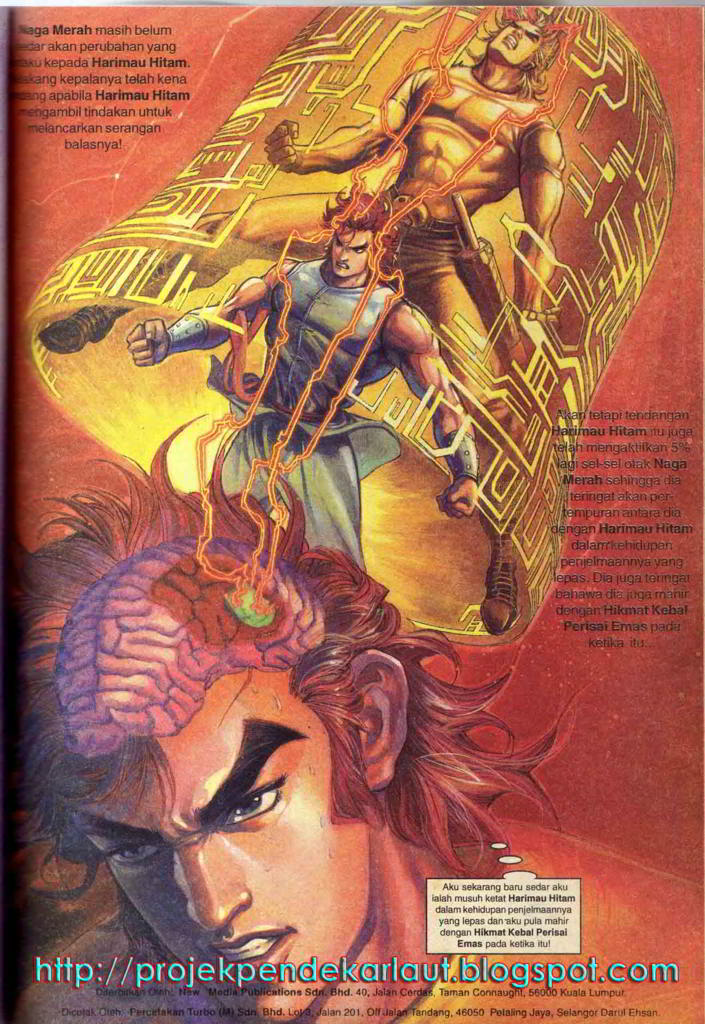 Naga Merah masih belum
sedar akan perubahan yang
kepada Harimau Hitam.
kepalanya telah kena
apabila Harimau Hitam
mengambil tindakan untuk
melancarkan serangan
balasnya!
Akan tetapi tendangan
Harimau Hitam itu juga
telah mengaktifkan 5%
lagi sel-sel otak Naga
Merah sehingga dia
teringat akan per-
tempuran antara dia
dengan Harimau Hitam
dalam kehidupan
penjelmaannya yang
lepas. Dia juga teringat
bahawa dia juga mahir
dengan Hikmat Kebal
Perisai Emas pada
ketika itu...
Aku sekarang baru sedar aku
ialah musuh ketat Harimau Hitam
dalam kehidupan penjelmaannya
yang lepas dan aku pula mahir
dengan Hikmat Kebal Perisai
Emas pada ketika itu!
http://projekpendekarlaut.blogspot.com
Diterbitkan Oleh: New Media Publications Sdn. Bhd. 40, Jalan Cerdas, Taman Connaught, 56000 Kuala Lumpur.
Dicetak Oleh: Percetakan Turbo (M) Sdn. Bhd. Lot 3, Jalan 201, Off Jalan Tandang, 46050 Petaling Jaya, Selangor Darul Ehsan.